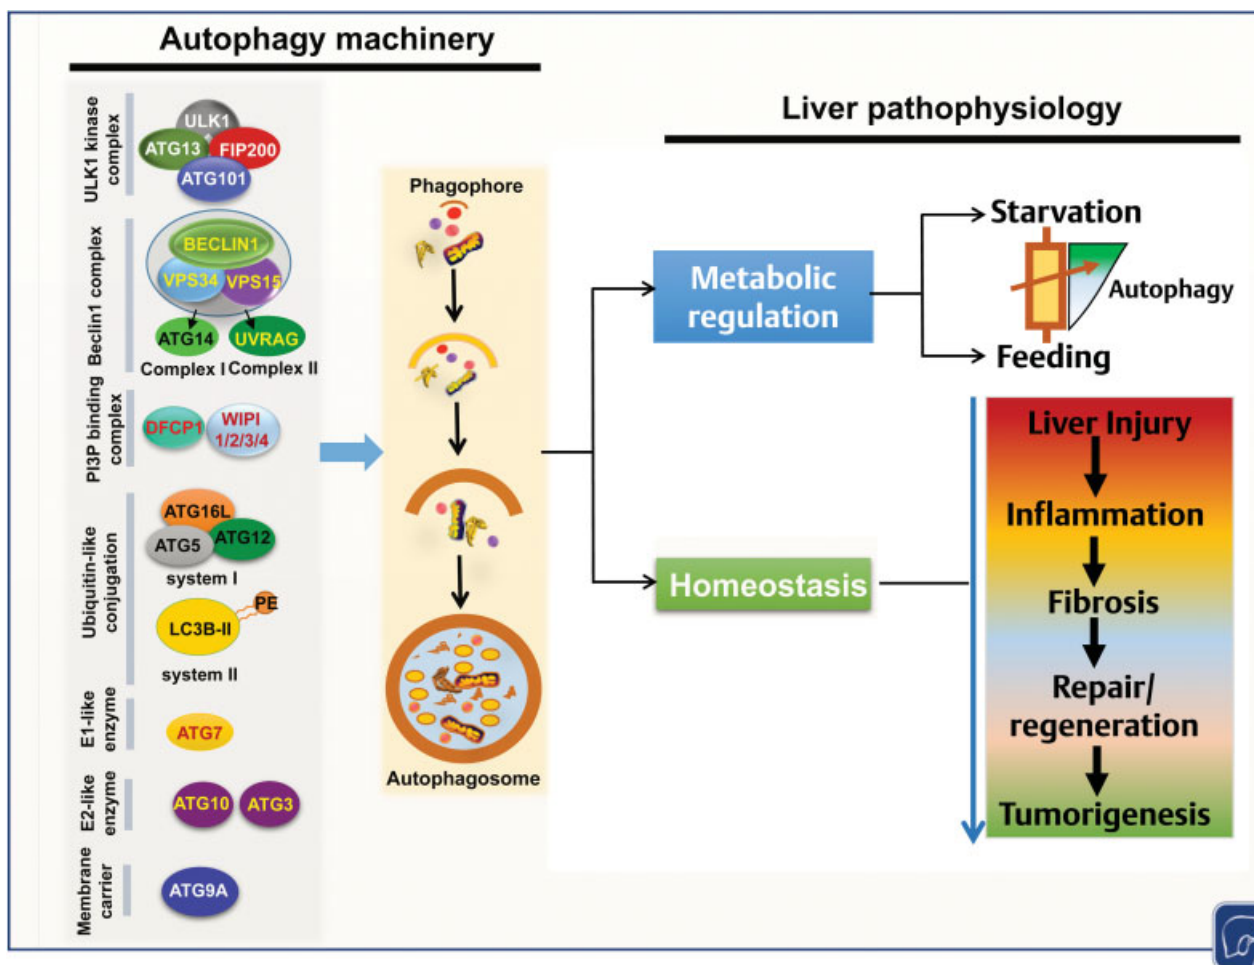 Autophagy machinery
ULK1 kinase
complex
ULK1
ATG13
FIP200
ATG101
Beclin1 complex
BECLIN1
VPS34
VPS15
ATG14
UVRAG
Complex I
Complex II
PI3P binding
complex
DFCP1
WIPI
1/2/3/4
Ubiquitin-like
conjugation
ATG16L
ATG5
ATG12
system I
PE
LC3B-II
system II
E1-like
enzyme
ATG7
E2-like
enzyme
ATG10
ATG3
Membrane
carrier
ATG9A
Phagophore
Autophagosome
Liver pathophysiology
Metabolic
regulation
Starvation
Autophagy
Feeding
Homeostasis
Liver Injury
Inflammation
Fibrosis
Repair/
regeneration
Tumorigenesis